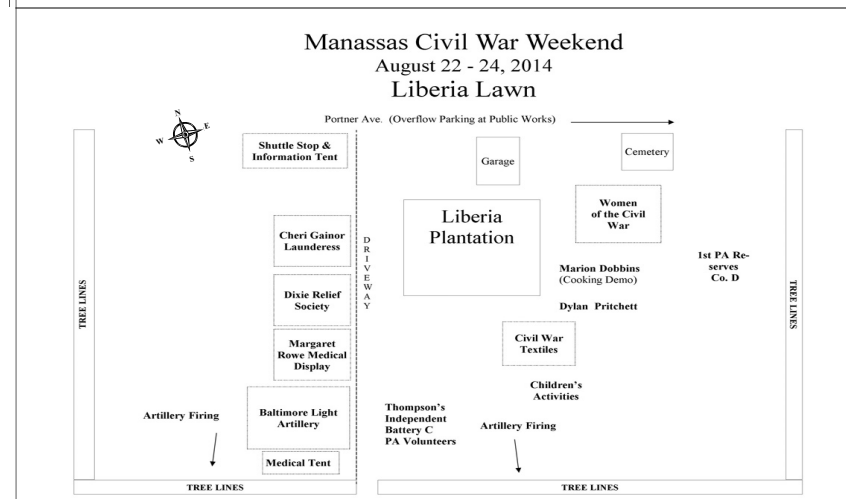 Manassas Civil War Weekend
August 22 - 24, 2014
Liberia Lawn
Portner Ave. (Overflow Parking at Public Works)
N
W
E
S
Shuttle Stop &
Information Tent
Garage
Cemetery
Women
of the Civil
War
Liberia
Plantation
Cheri Gainor
Launderess
DRIVEWAY
Marion Dobbins
(Cooking Demo)
1st PA Re-
serves
Co. D
Dixie Relief
Society
Dylan Pritchett
TREE LINES
TREE LINES
Margaret
Rowe Medical
Display
Civil War
Textiles
Children's
Activities
Artillery Firing
Baltimore Light
Artillery
Thompson's
Independent
Battery C
PA Volunteers
Artillery Firing
Medical Tent
TREE LINES
TREE LINES